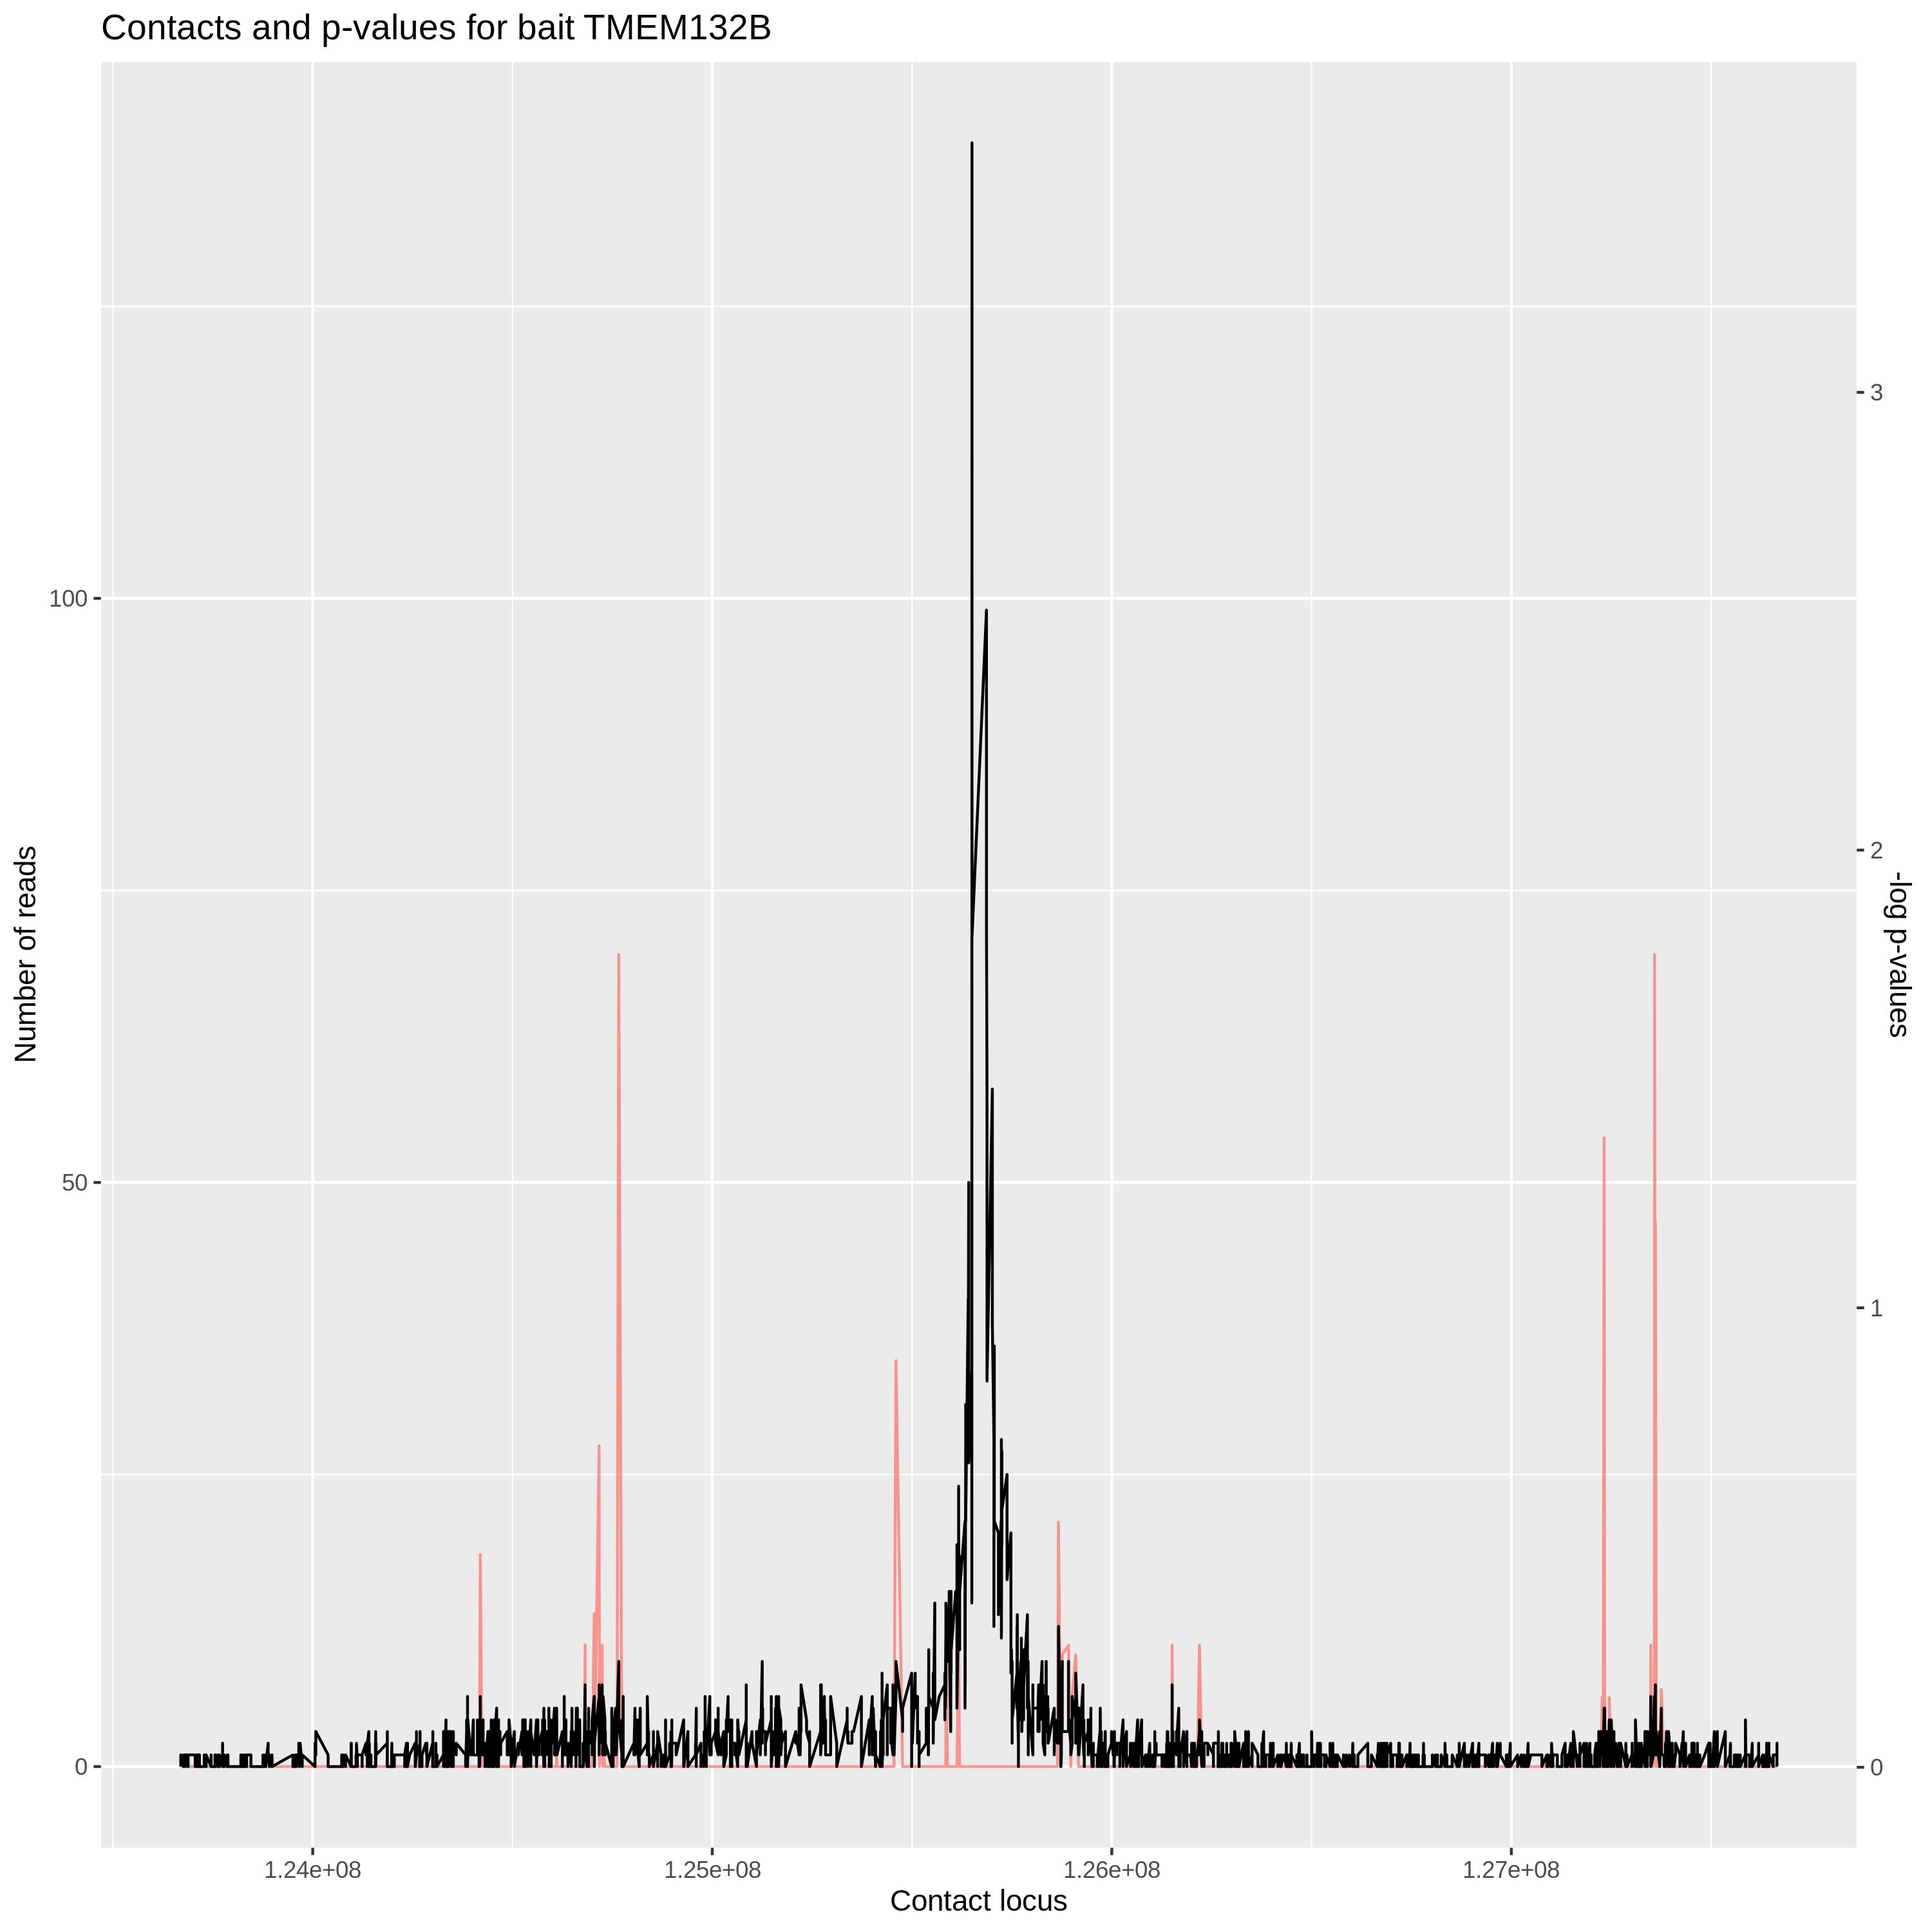 Contacts and p-values for bait TMEM132B
Number of reads
100
50
0
3
2
1
0
-log p-values
1.24e+08
1.25e+08
1.26e+08
1.27e+08
Contact locus